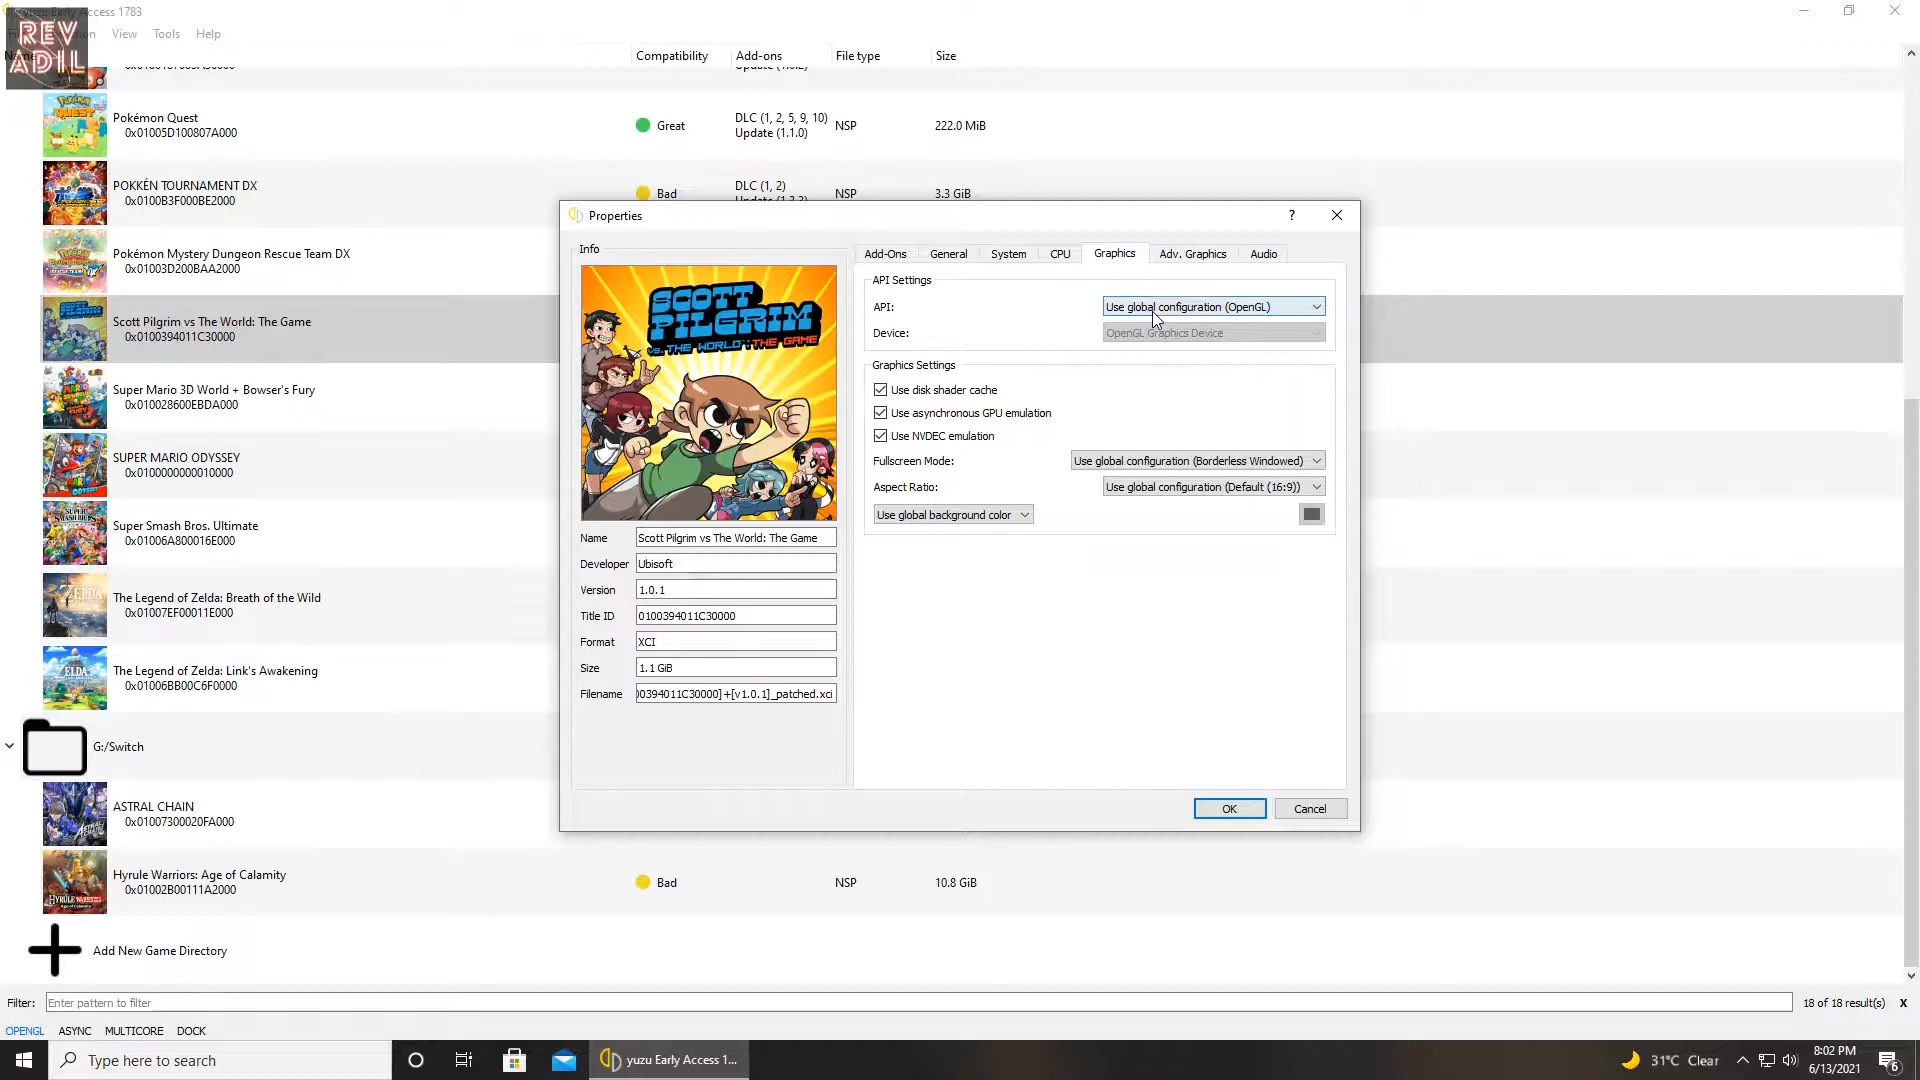 yuzu Early Access 1783
REV
ADIL
View
Tools
Help
Compatibility
Add-ons
File type
Size
Pokémon Quest
0x01005D100807A000
Great
DLC (1, 2, 5, 9, 10)
Update (1.1.0)
NSP
222.0 MiB
POKKÉN TOURNAMENT DX
0x0100B3F000BE2000
Bad
DLC (1, 2)
NSP
3.3 GiB
Pokémon Mystery Dungeon Rescue Team DX
0x01003D200BAA2000
Scott Pilgrim vs The World: The Game
0x0100394011C30000
Super Mario 3D World + Bowser's Fury
0x010028600EBDA000
SUPER MARIO ODYSSEY
0x0100000000010000
Super Smash Bros. Ultimate
0x01006A800016E000
The Legend of Zelda: Breath of the Wild
0x01007EF00011E000
The Legend of Zelda: Link's Awakening
0x01006BB00C6F0000
G:/Switch
ASTRAL CHAIN
0x01007300020FA000
Hyrule Warriors: Age of Calamity
0x01002B00111A2000
Bad
NSP
10.8 GiB
Add New Game Directory
Properties
?
Info
SCOTT
PILGRIM
VS. THE WORLD: THE GAME
Name
Scott Pilgrim vs The World: The Game
Developer
Ubisoft
Version
1.0.1
Title ID
0100394011C30000
Format
XCI
Size
1.1 GiB
Filename
00394011C30000]+[v1.0.1]_patched.xci
Add-Ons
General
System
CPU
Graphics
Adv. Graphics
Audio
API Settings
API:
Use global configuration (OpenGL)
Device:
OpenGL Graphics Device
Graphics Settings
Use disk shader cache
Use asynchronous GPU emulation
Use NVDEC emulation
Fullscreen Mode:
Use global configuration (Borderless Windowed)
Aspect Ratio:
Use global configuration (Default (16:9))
Use global background color
OK
Cancel
Filter:
Enter pattern to filter
18 of 18 result(s)
X
OPENGL
ASYNC
MULTICORE
DOCK
Type here to search
yuzu Early Access 1...
31°C Clear
8:02 PM
6/13/2021
6